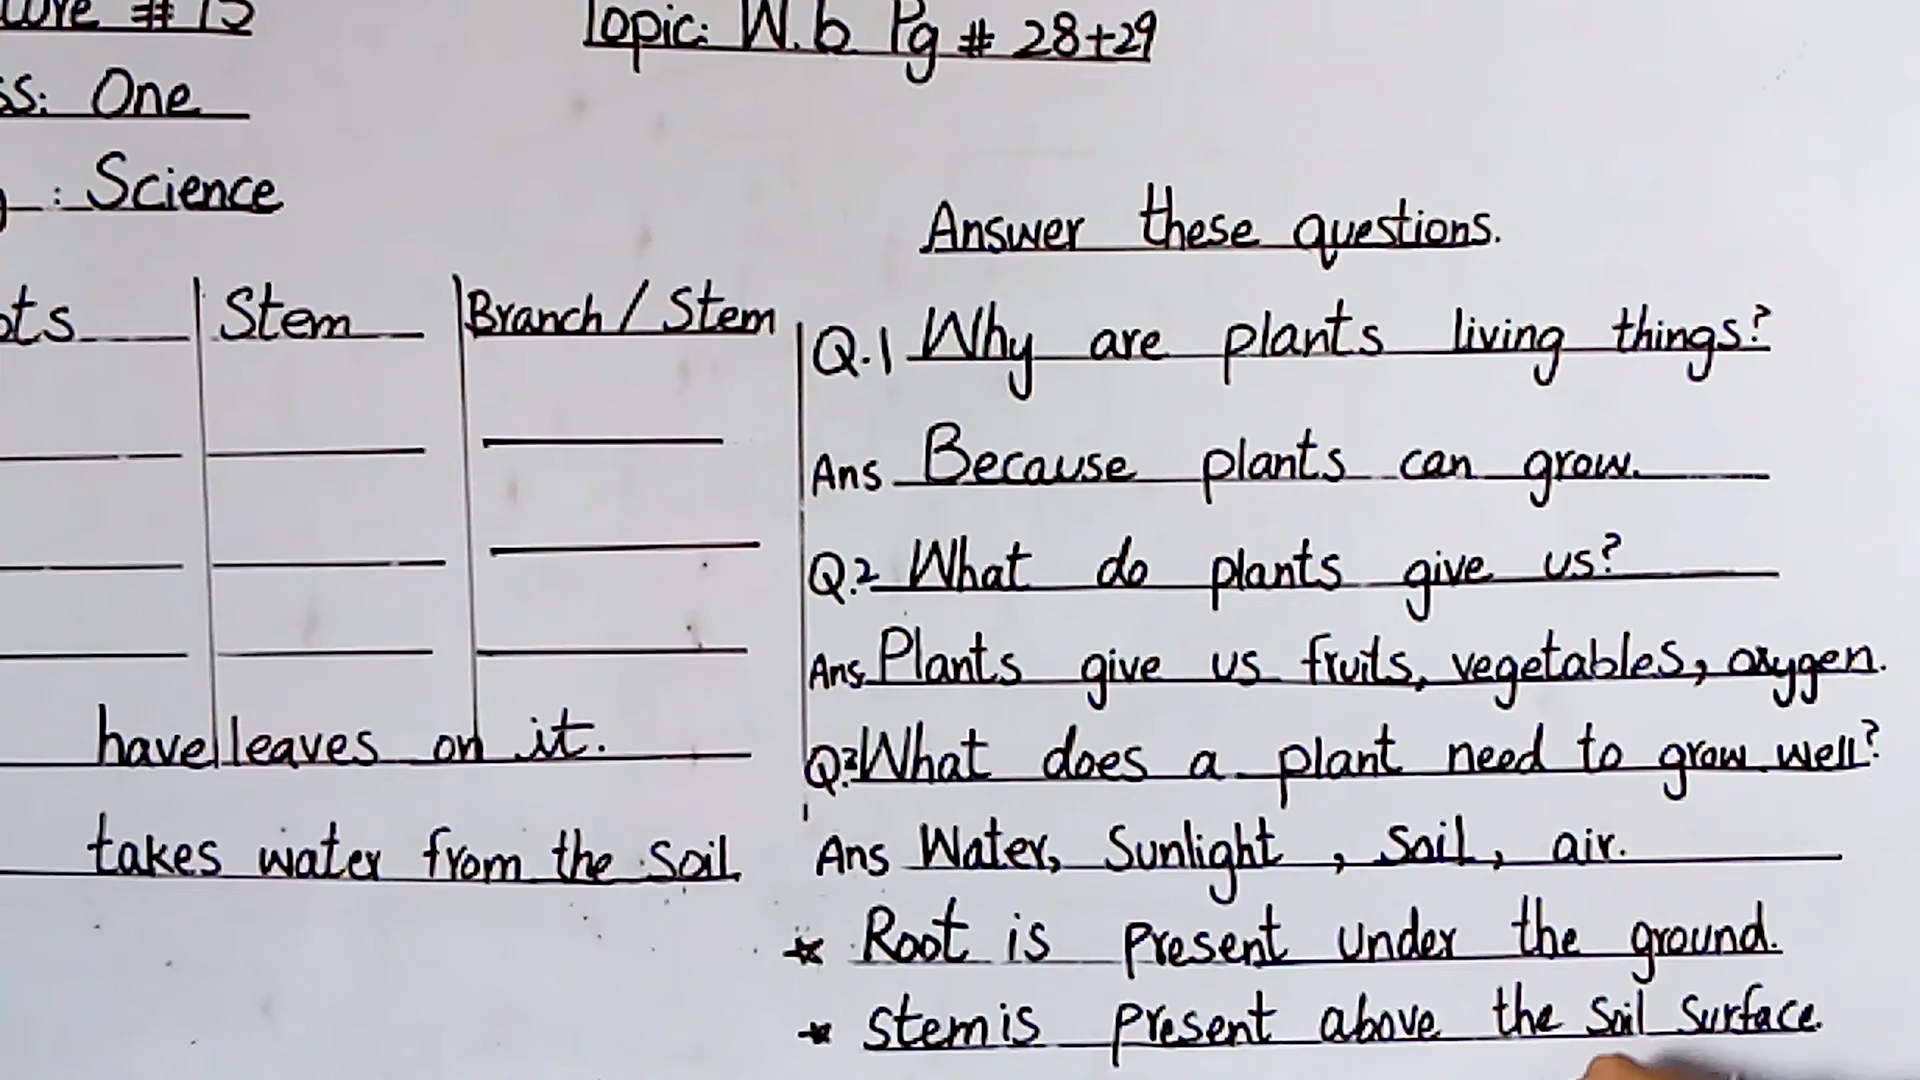 # 12
Topic: W.b Pg # 28+29
One
: Science
Answer these questions.
Stem
Branch / Stem
Q.1 Why are plants living things?
Ans Because plants can grow.
Q.2 What do plants give us?
Ans Plants give us fruits, vegetables, oxygen.
have leaves on it.
Q.3 What does a plant need to grow well?
takes water from the soil
Ans Water, Sunlight, Soil, air.
* Root is present under the ground.
* Stem is present above the soil surface.